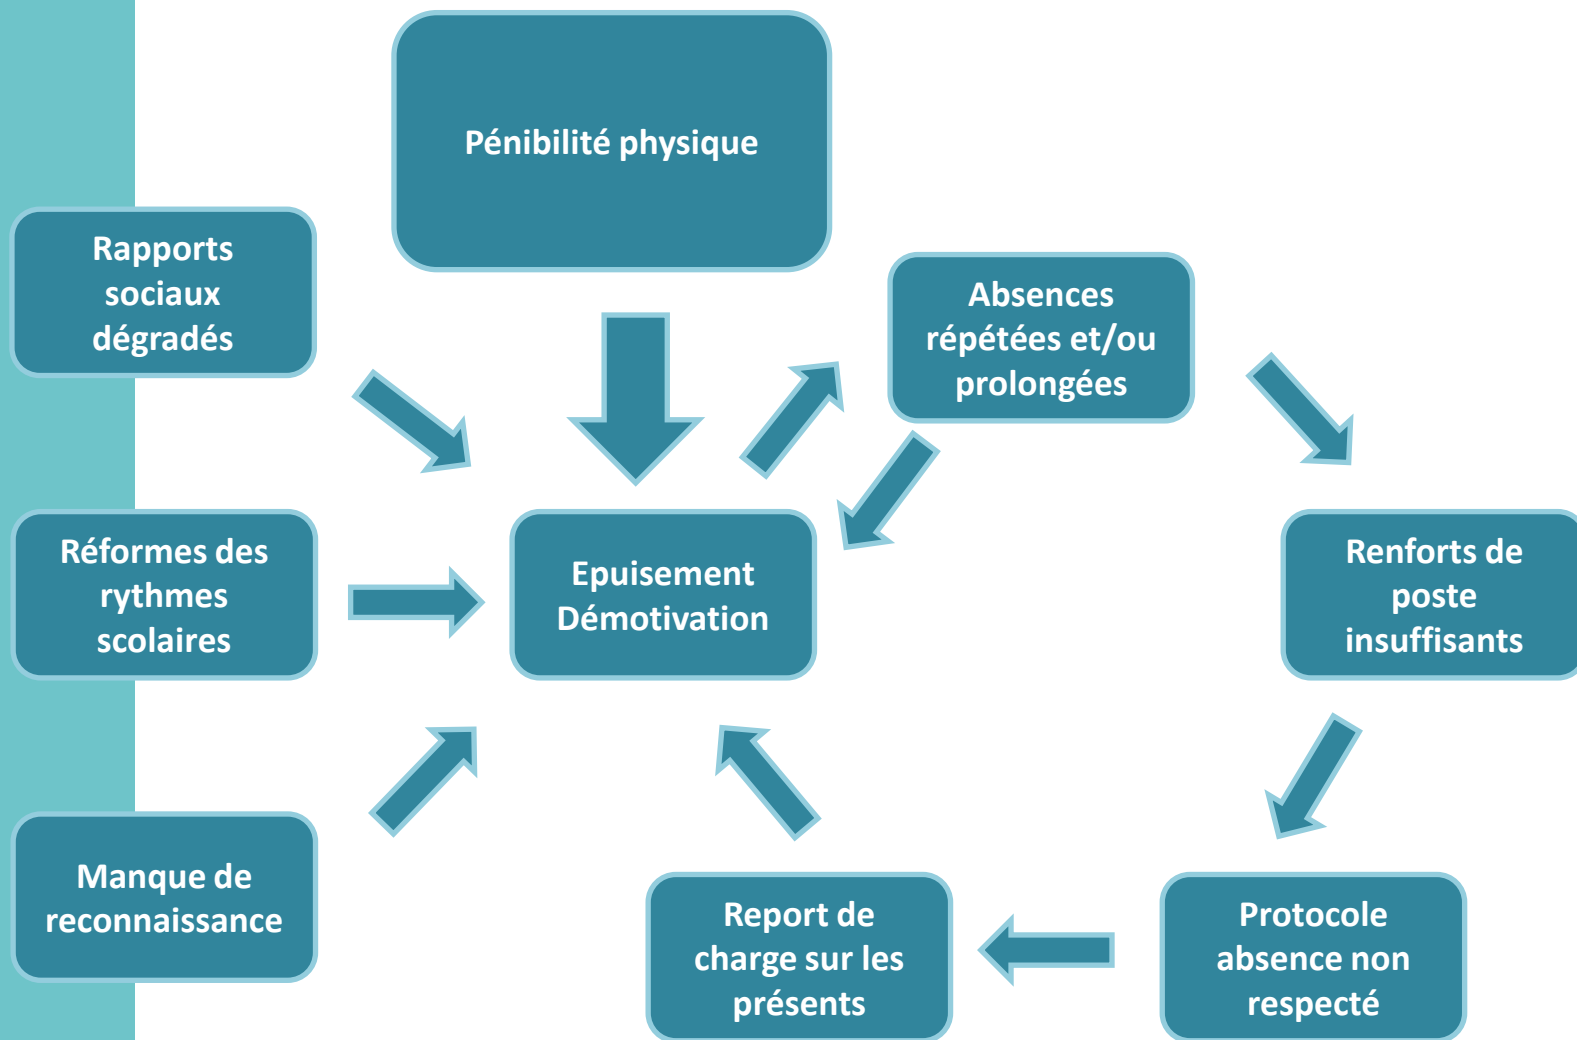 Pénibilité physique
Rapports
sociaux
dégradés
Absences
répétées et/ou
prolongées
Réformes des
rythmes
scolaires
Epuisement
Démotivation
Renforts de
poste
insuffisants
Manque de
reconnaissance
Report de
charge sur les
présents
Protocole
absence non
respecté